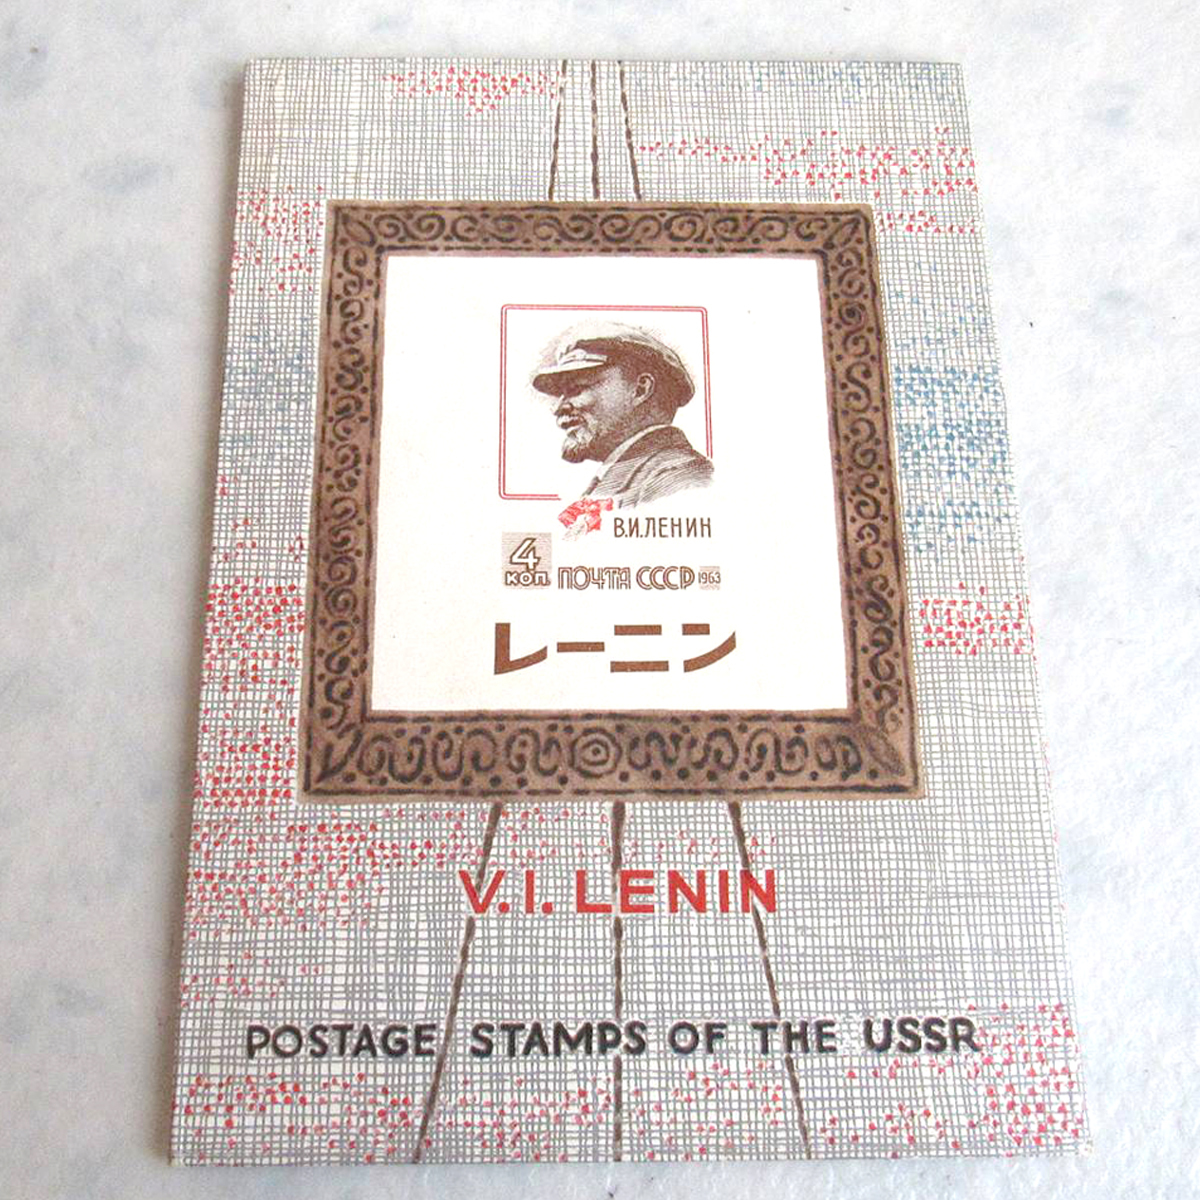 В.И.ЛЕНИН
4
КОП.
ПОЧТА СССР 1963
レーニン
V.I. LENIN
POSTAGE STAMPS OF THE USSR